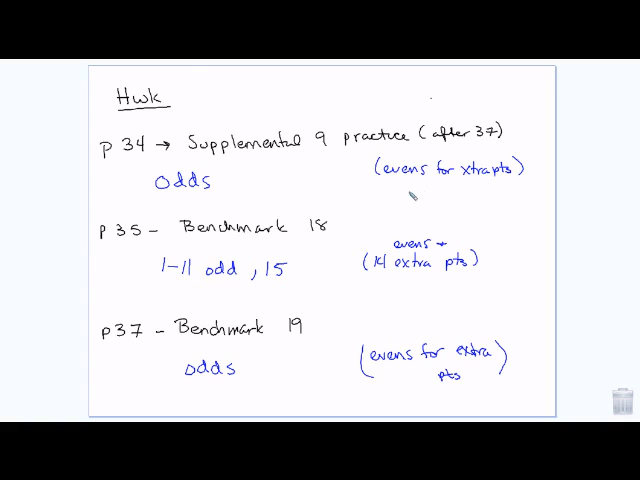 Hwk
p 34 → Supplemental 9 practice (after 37)
odds (evens for xtra pts)
p 35 - Benchmark 18
1-11 odd, 15 (evens + 14 extra pts)
p 37 - Benchmark 19
odds (evens for extra pts)